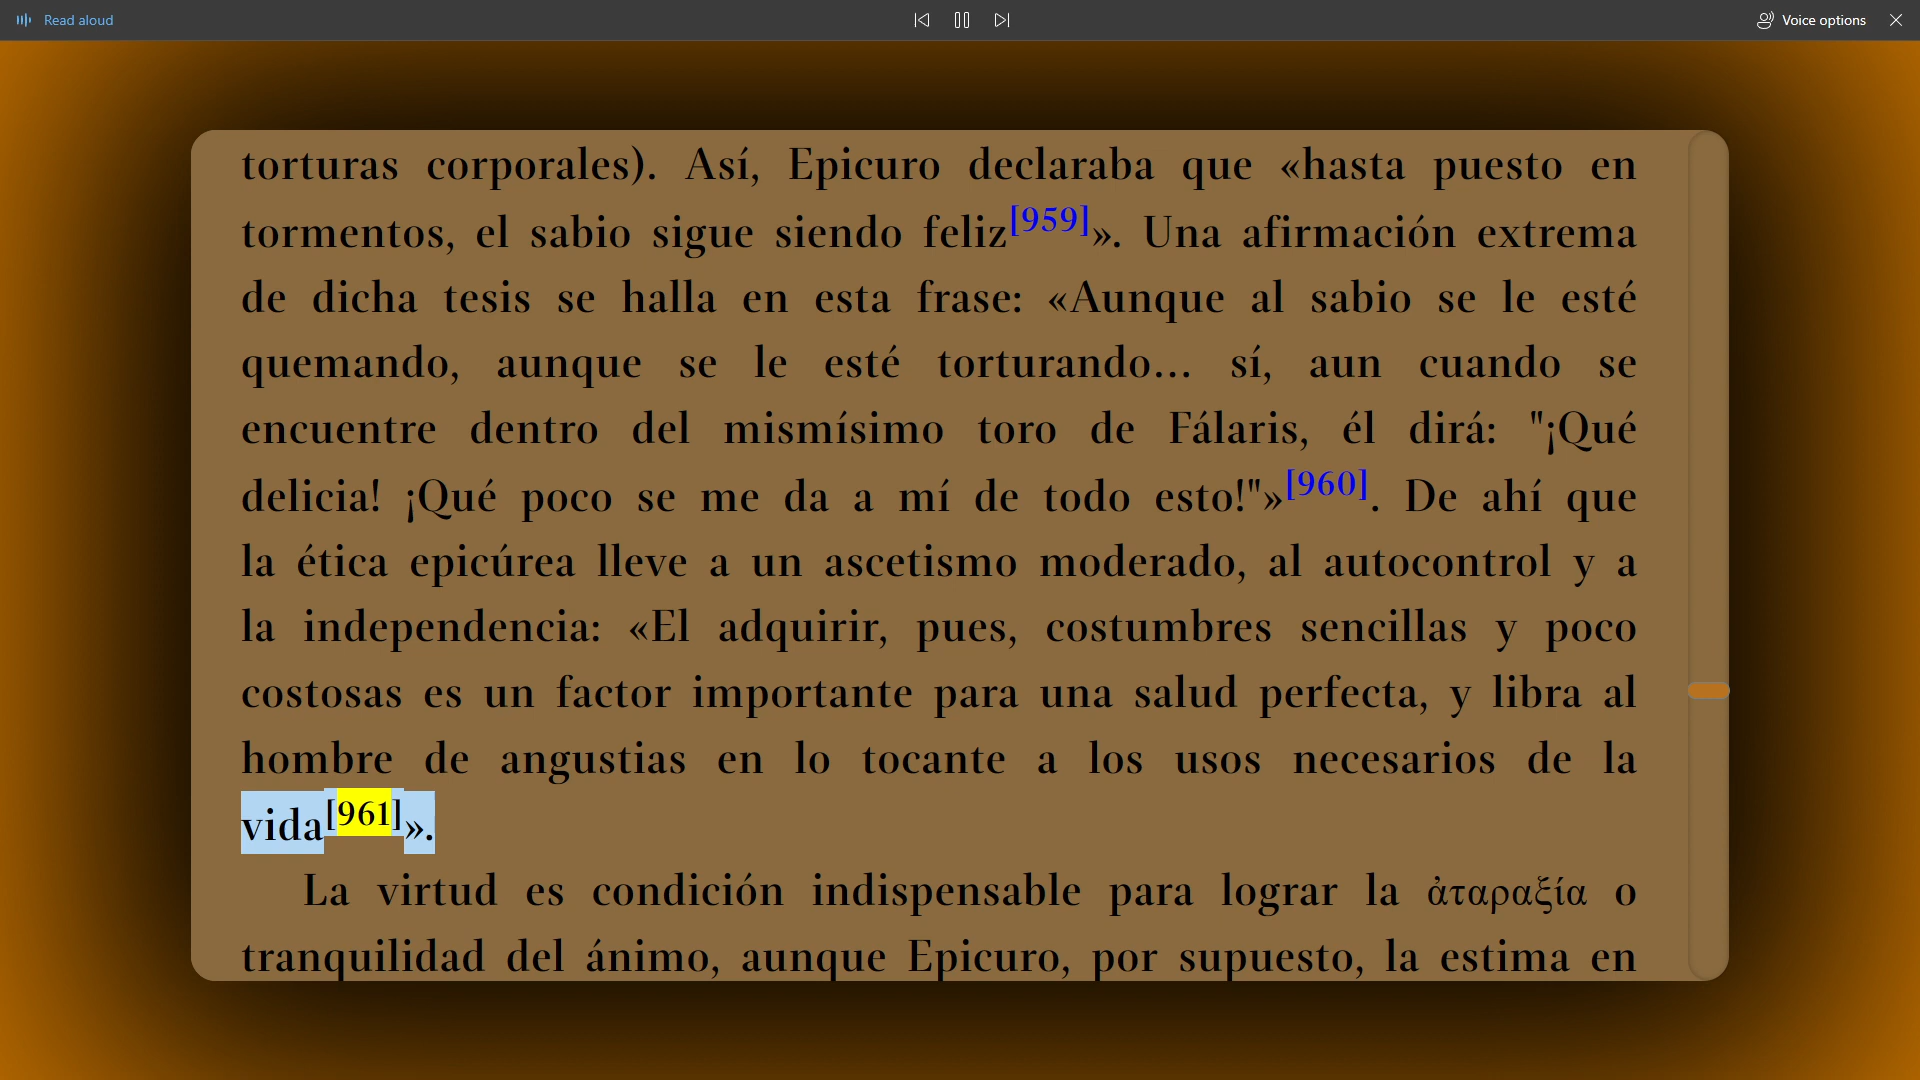 Read aloud
Voice options
torturas corporales). Así, Epicuro declaraba que «hasta puesto en
tormentos, el sabio sigue siendo feliz[959]». Una afirmación extrema
de dicha tesis se halla en esta frase: «Aunque al sabio se le esté
quemando, aunque se le esté torturando... sí, aun cuando se
encuentre dentro del mismísimo toro de Fálaris, él dirá: "¡Qué
delicia! ¡Qué poco se me da a mí de todo esto!"»[960]. De ahí que
la ética epicúrea lleve a un ascetismo moderado, al autocontrol y a
la independencia: «El adquirir, pues, costumbres sencillas y poco
costosas es un factor importante para una salud perfecta, y libra al
hombre de angustias en lo tocante a los usos necesarios de la
vida[961]».
La virtud es condición indispensable para lograr la ἀταραξία o
tranquilidad del ánimo, aunque Epicuro, por supuesto, la estima en